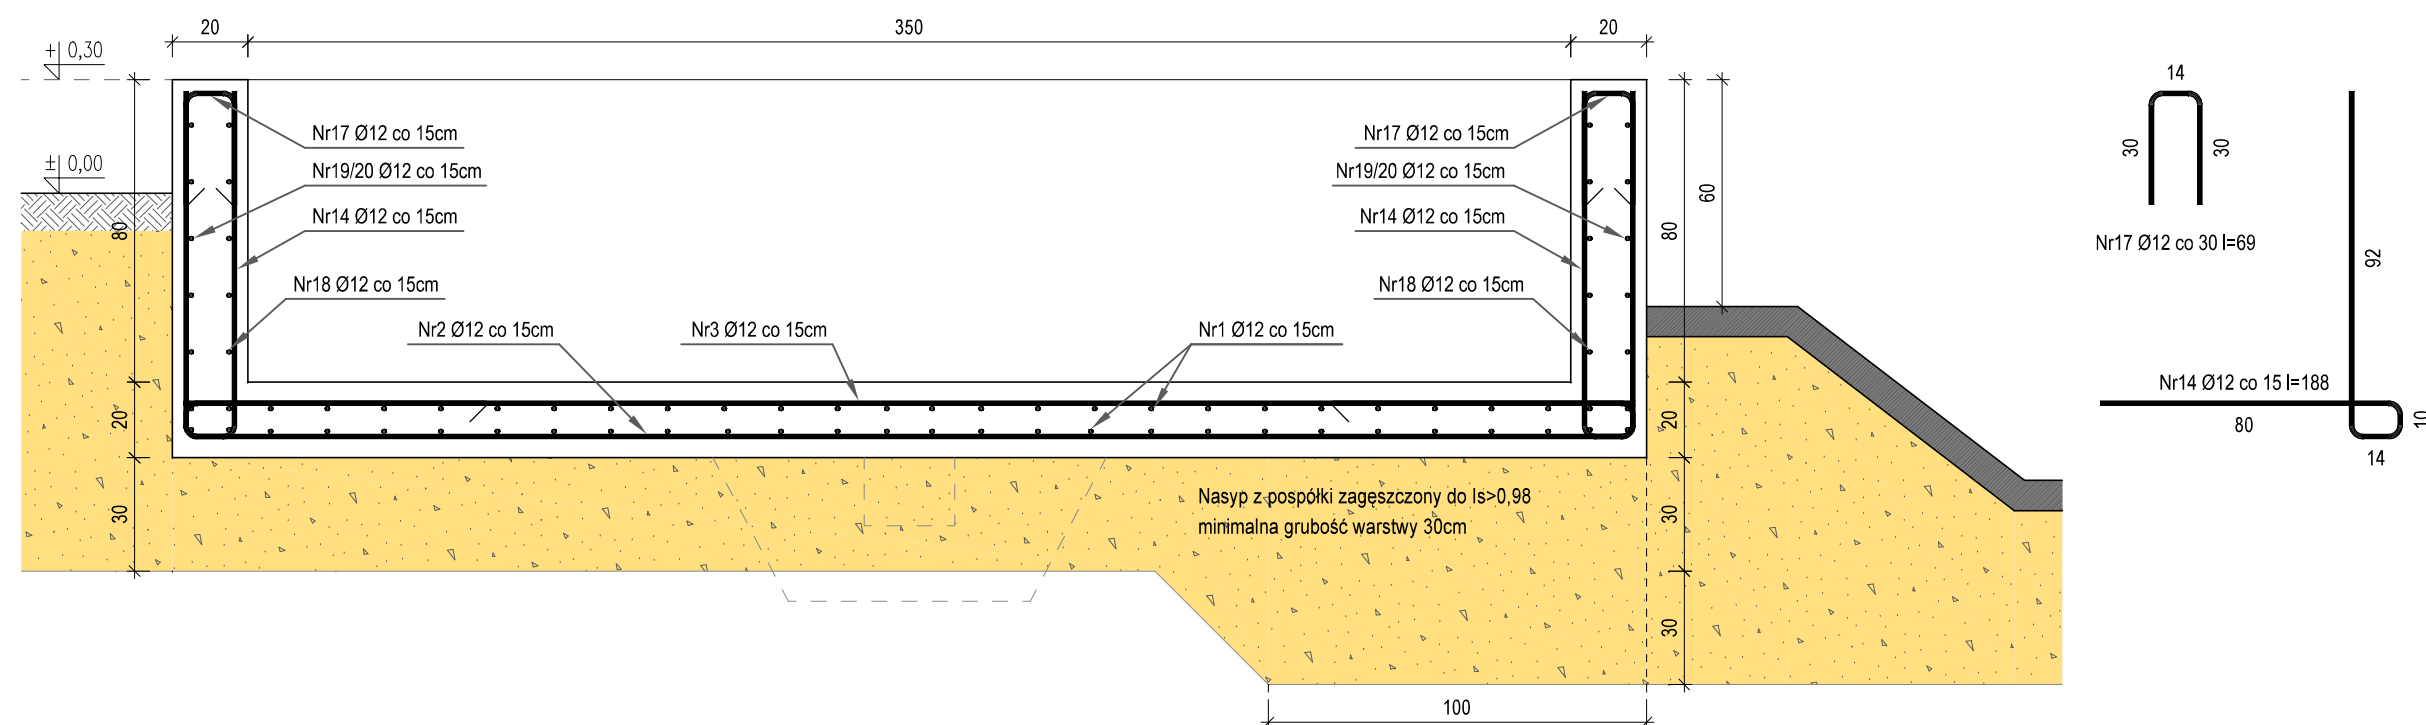 20
350
20
+| 0,30
14
Nr17 Ø12 co 15cm
Nr17 Ø12 co 15cm
30
30
±| 0,00
Nr19/20 Ø12 co 15cm
Nr19/20 Ø12 co 15cm
60
80
Nr14 Ø12 co 15cm
Nr14 Ø12 co 15cm
80
Nr17 Ø12 co 30 l=69
92
Nr18 Ø12 co 15cm
Nr18 Ø12 co 15cm
Nr2 Ø12 co 15cm
Nr3 Ø12 co 15cm
Nr1 Ø12 co 15cm
Nr14 Ø12 co 15 l=188
20
20
80
10
14
30
Nasyp z pospółki zagęszczony do Is>0,98
minimalna grubość warstwy 30cm
30
30
100